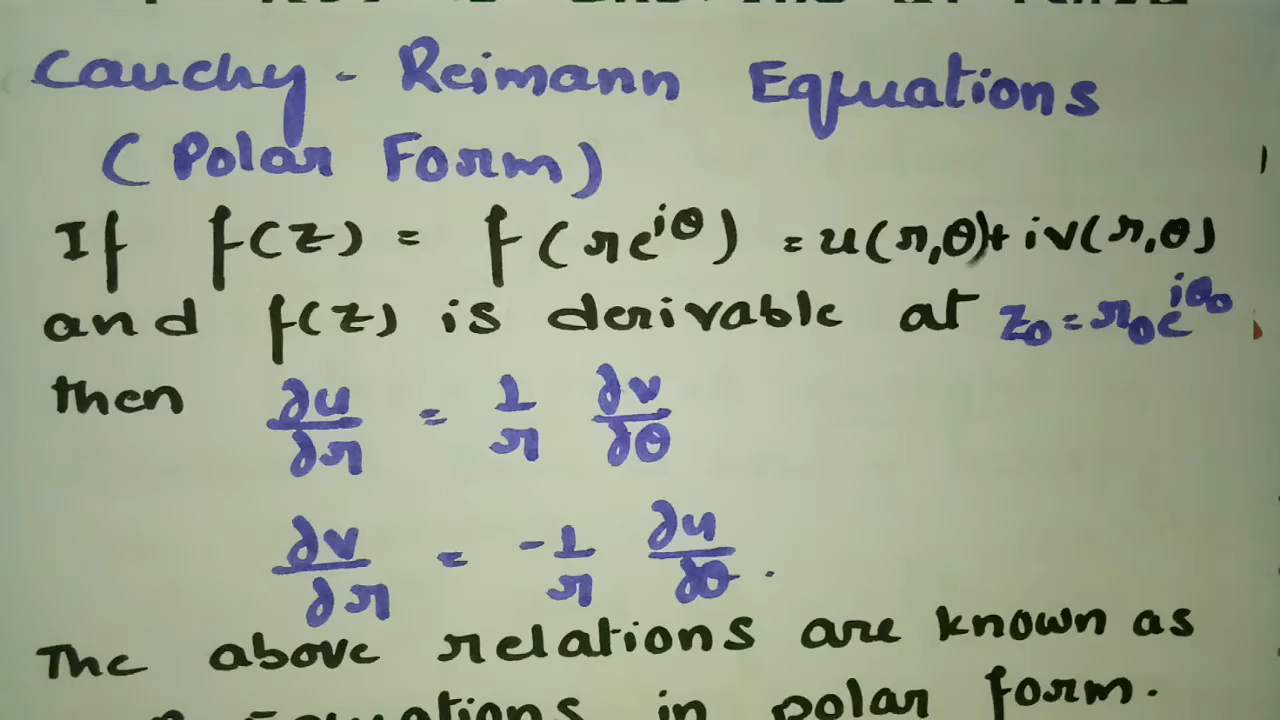 Cauchy - Reimann Equations
(Polar Form)
If f(z) = f(re^{iθ}) = u(r,θ) + iv(r,θ)
and f(z) is derivable at z₀ = r₀e^{iθ₀}
then ∂u/∂r = 1/r ∂v/∂θ
∂v/∂r = -1/r ∂u/∂θ.
The above relations are known as
Equations in polar form.